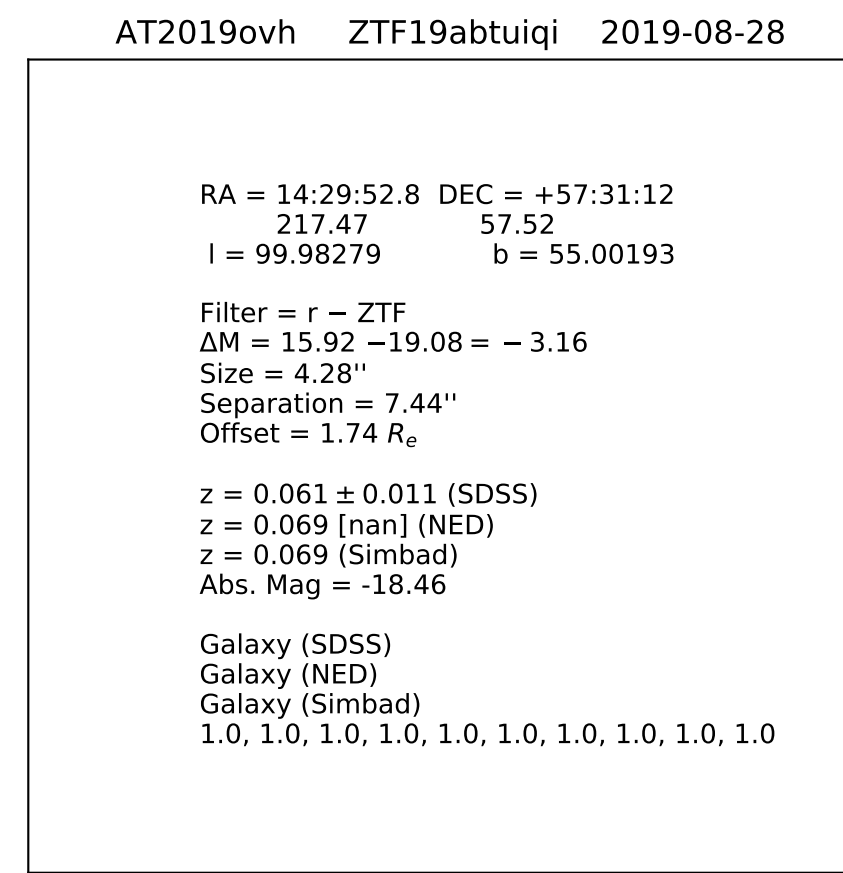 AT2019ovh ZTF19abtuiqi 2019-08-28
RA = 14:29:52.8 DEC = +57:31:12
217.47 57.52
l = 99.98279 b = 55.00193
Filter = r − ZTF
ΔM = 15.92 −19.08 = − 3.16
Size = 4.28''
Separation = 7.44''
Offset = 1.74 Rₑ
z = 0.061 ± 0.011 (SDSS)
z = 0.069 [nan] (NED)
z = 0.069 (Simbad)
Abs. Mag = -18.46
Galaxy (SDSS)
Galaxy (NED)
Galaxy (Simbad)
1.0, 1.0, 1.0, 1.0, 1.0, 1.0, 1.0, 1.0, 1.0, 1.0